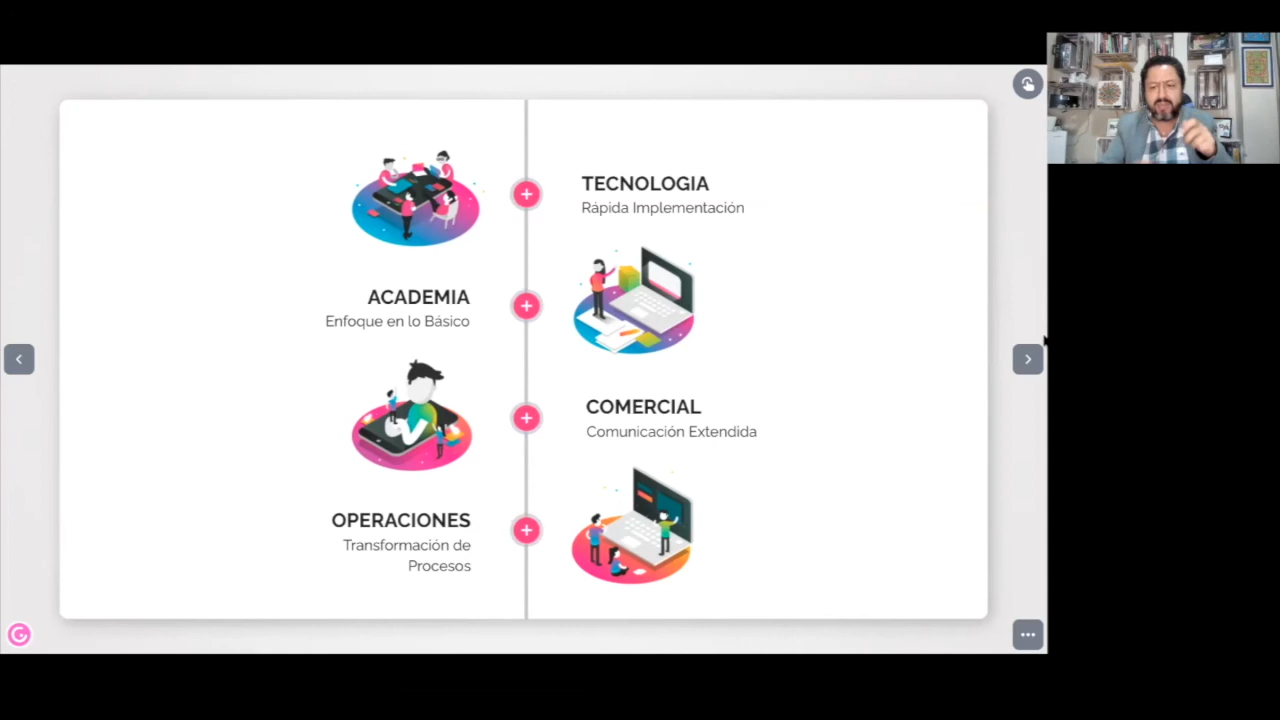 TECNOLOGIA
Rápida Implementación
ACADEMIA
Enfoque en lo Básico
COMERCIAL
Comunicación Extendida
OPERACIONES
Transformación de
Procesos